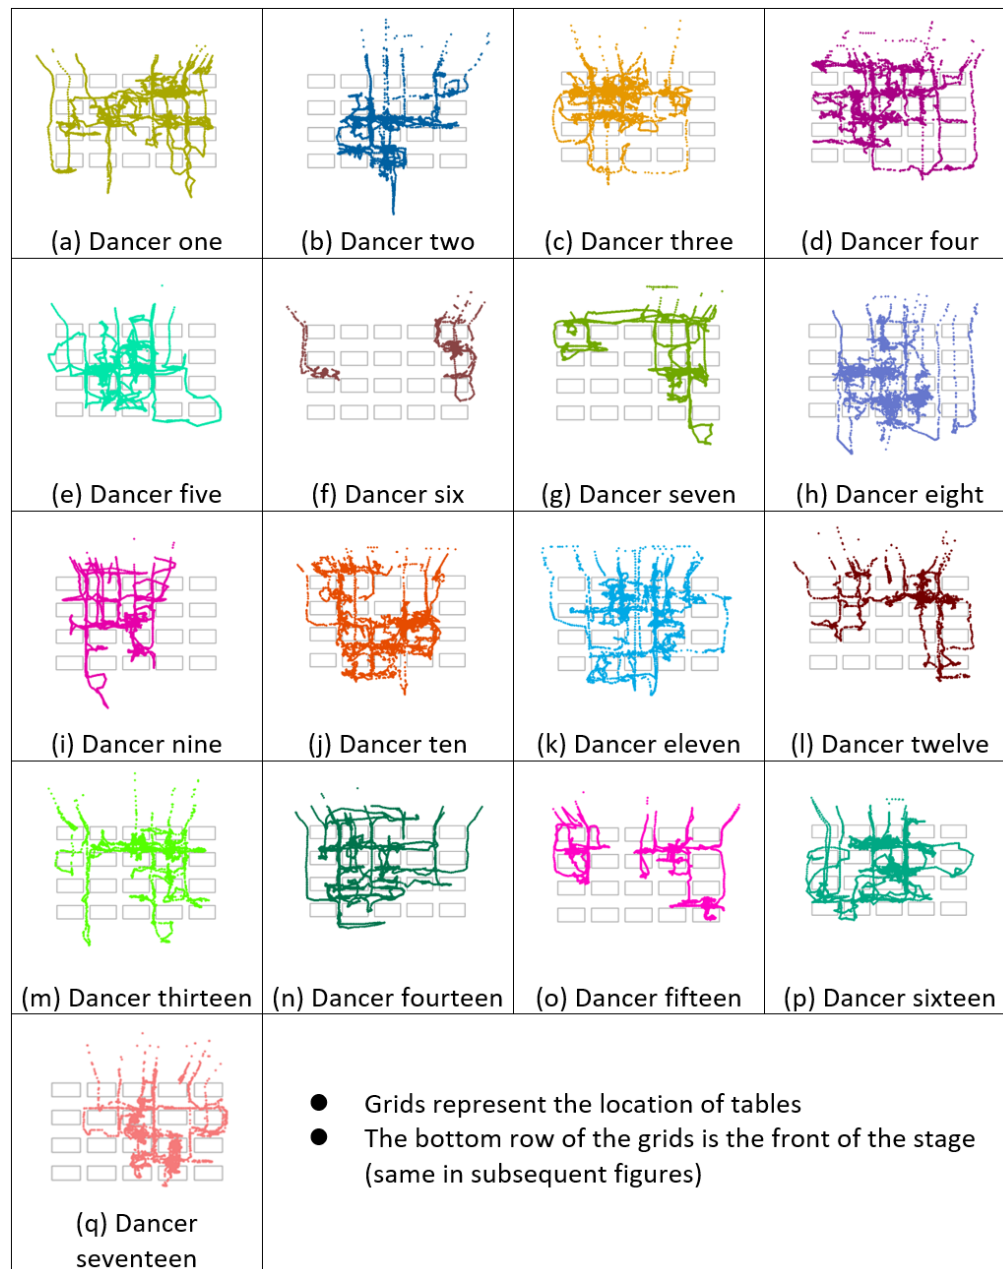 (a) Dancer one
(b) Dancer two
(c) Dancer three
(d) Dancer four
(e) Dancer five
(f) Dancer six
(g) Dancer seven
(h) Dancer eight
(i) Dancer nine
(j) Dancer ten
(k) Dancer eleven
(l) Dancer twelve
(m) Dancer thirteen
(n) Dancer fourteen
(o) Dancer fifteen
(p) Dancer sixteen
(q) Dancer
seventeen
● Grids represent the location of tables
● The bottom row of the grids is the front of the stage
(same in subsequent figures)